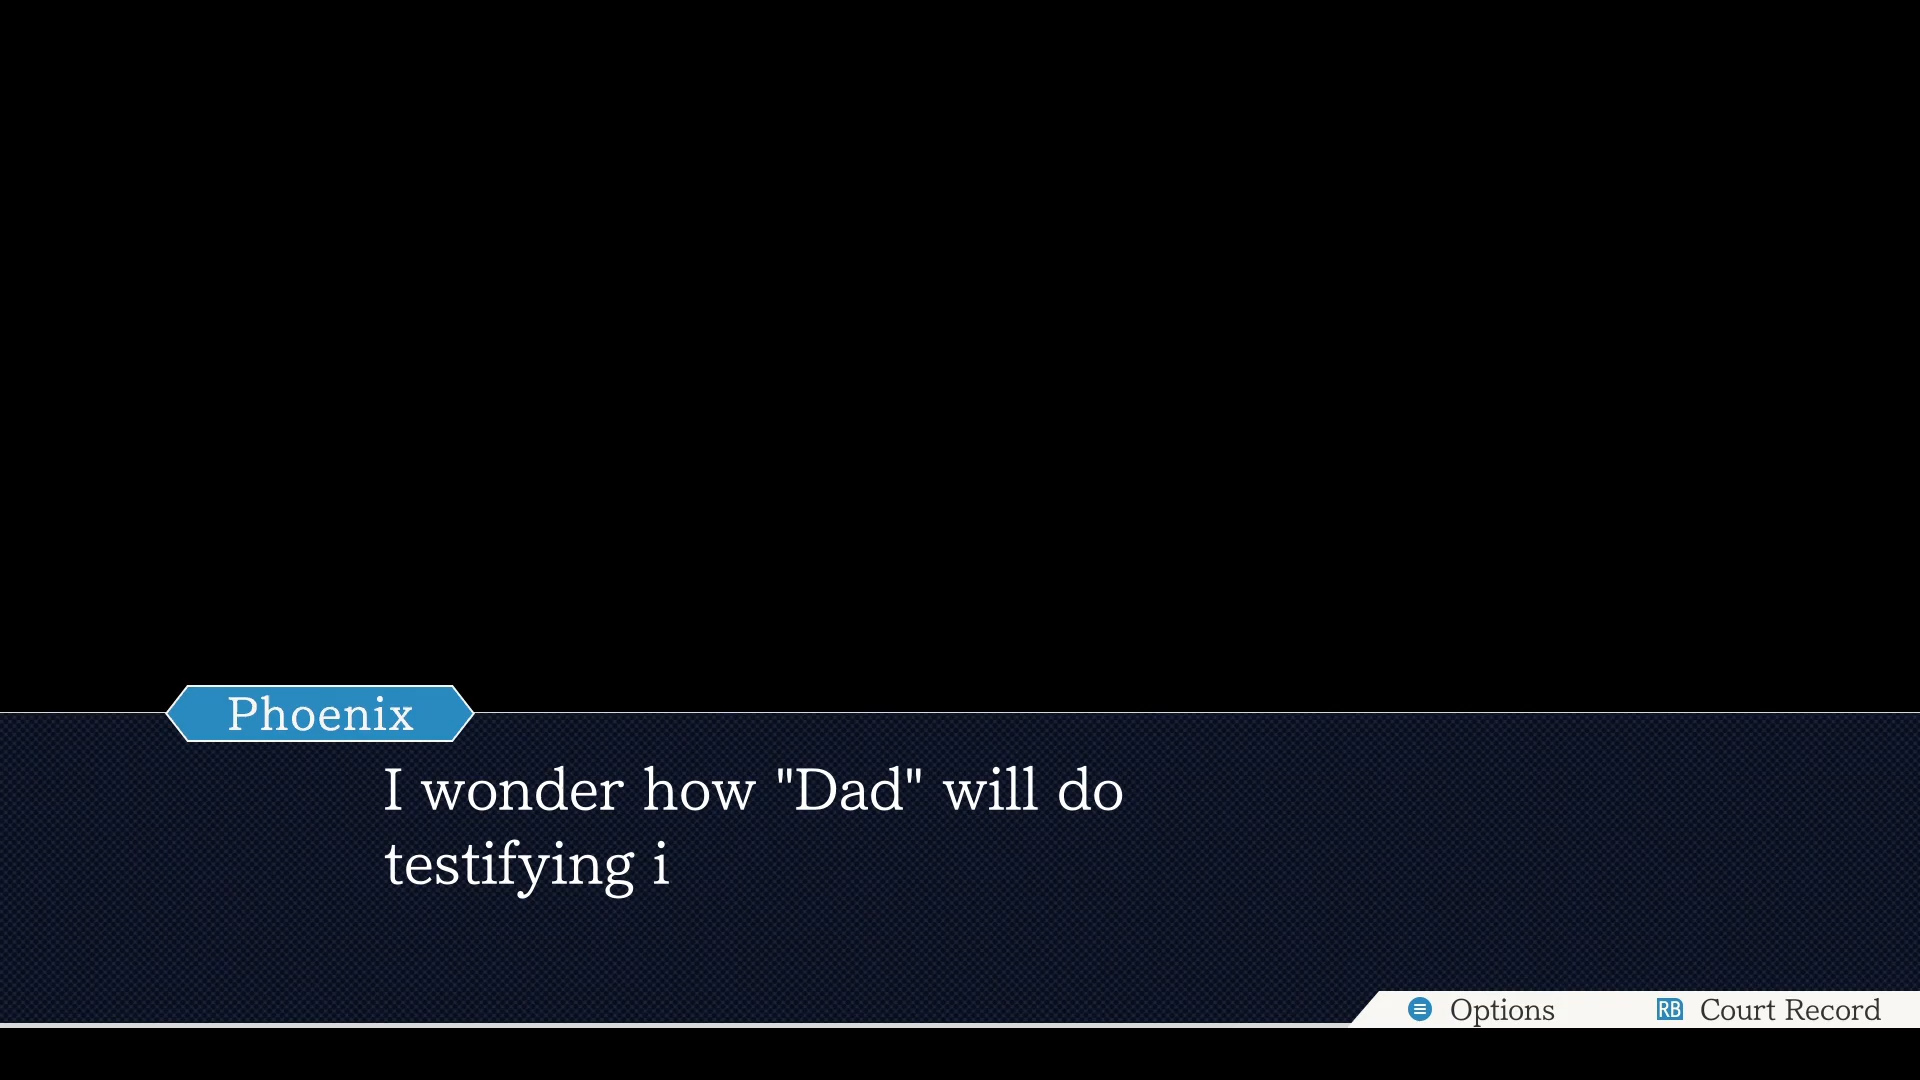 Phoenix
I wonder how "Dad" will do
testifying i
Options
RB Court Record